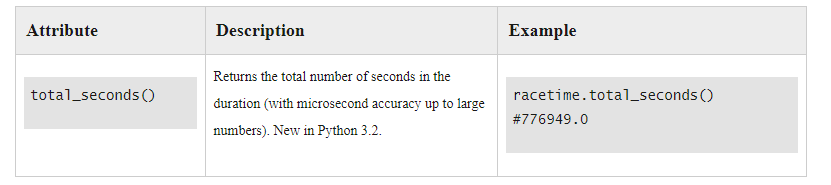 Attribute
Description
Example
total_seconds()
Returns the total number of seconds in the
duration (with microsecond accuracy up to large
numbers). New in Python 3.2.
racetime.total_seconds()
#776949.0